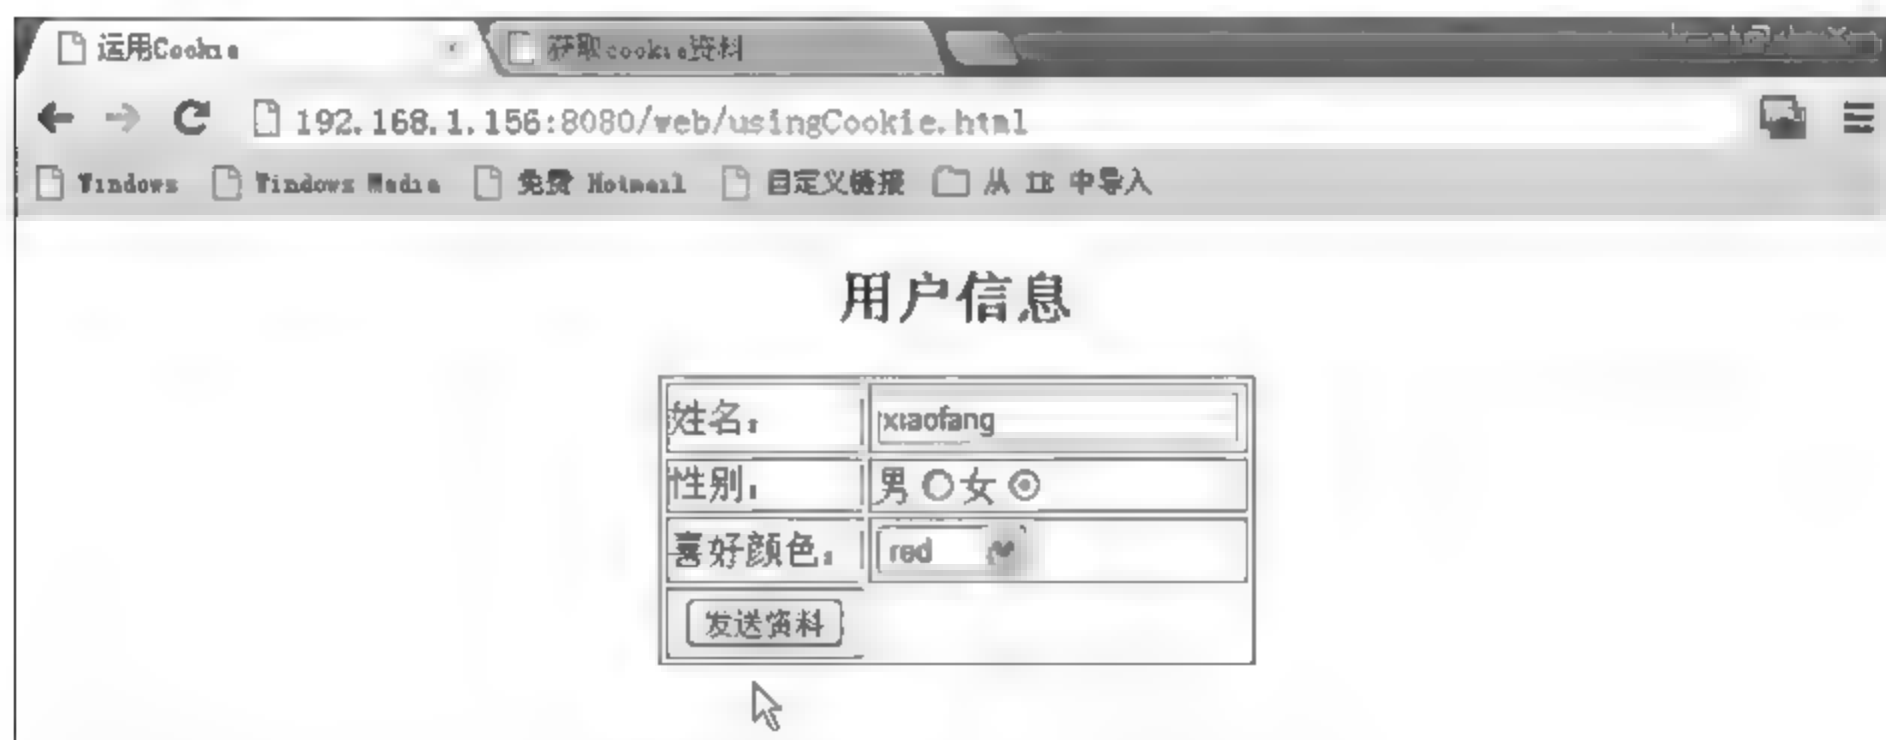 运用Cookie
获取cookie资料
192.168.1.156:8080/web/usingCookie.html
Windows Windows Media 免费 Hotmail 自定义链接 从 IE 中导入
用户信息
姓名： xiaofang
性别： 男 女
喜好颜色： red
发送资料